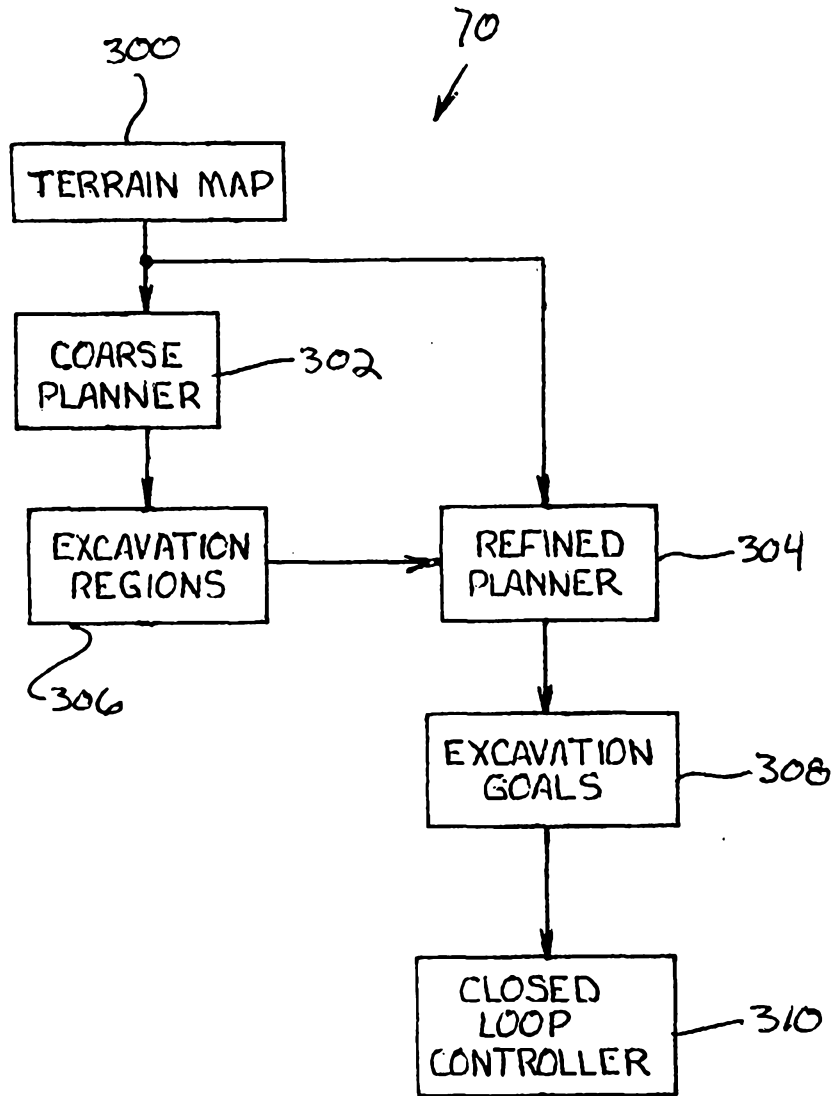 70
300
TERRAIN MAP
COARSE
PLANNER
302
EXCAVATION
REGIONS
306
REFINED
PLANNER
304
EXCAVATION
GOALS
308
CLOSED
LOOP
CONTROLLER
310